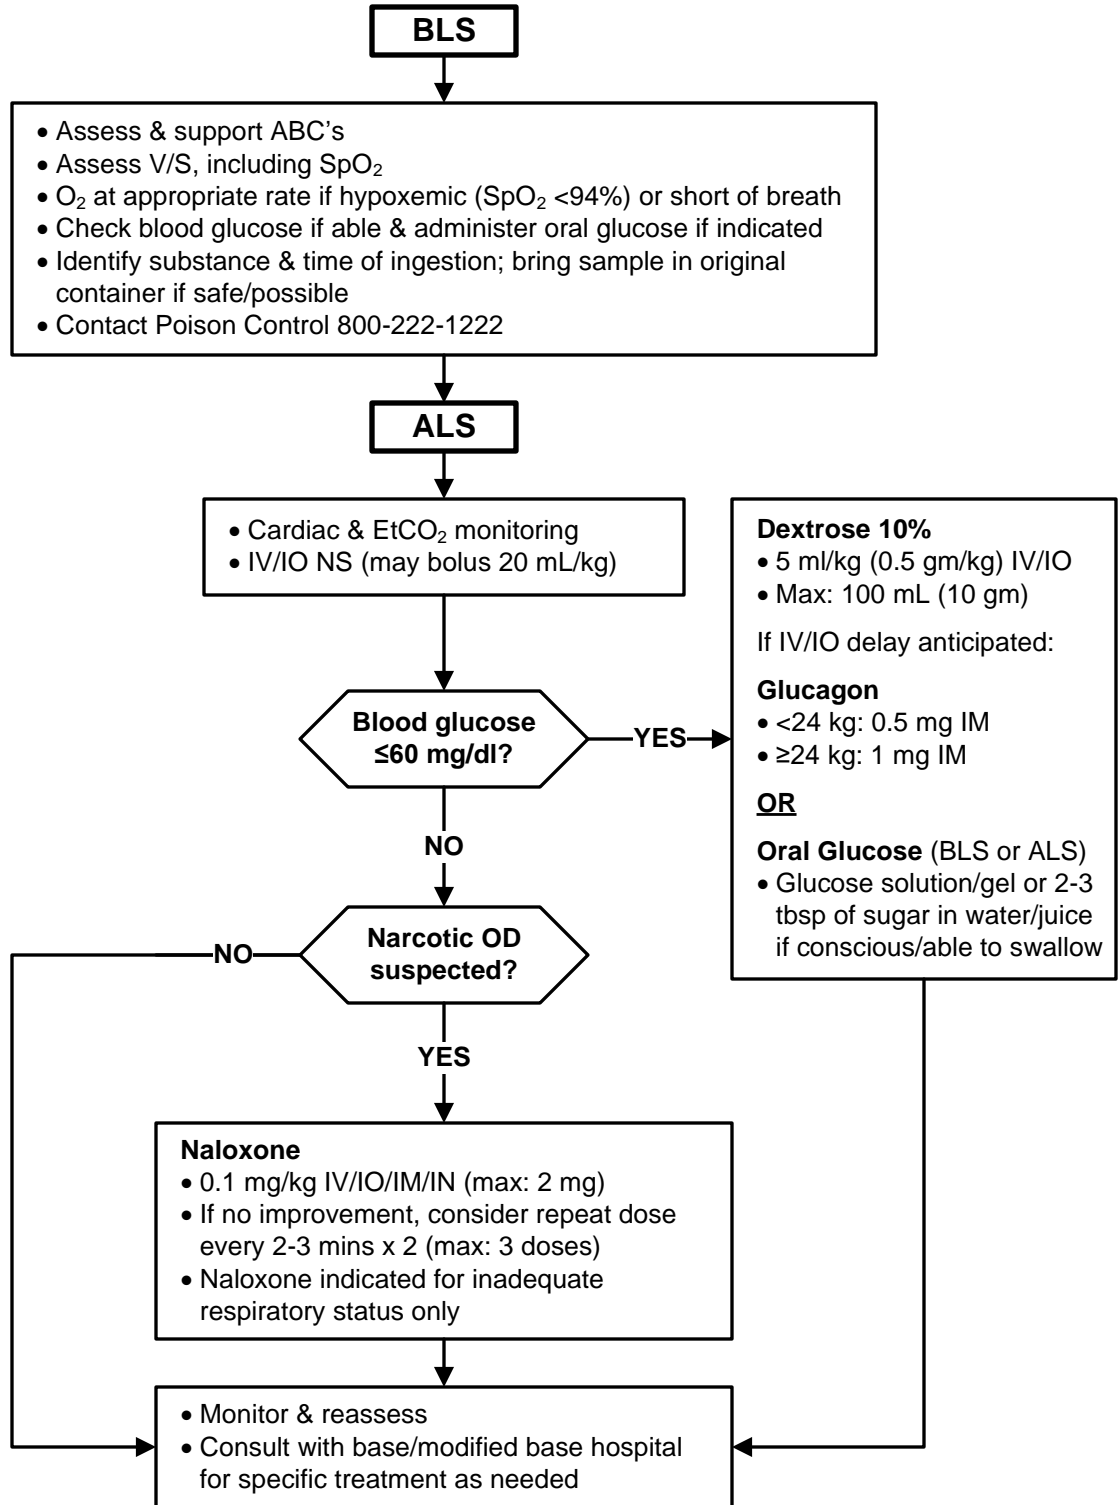 BLS
• Assess & support ABC’s
• Assess V/S, including SpO₂
• O₂ at appropriate rate if hypoxemic (SpO₂ <94%) or short of breath
• Check blood glucose if able & administer oral glucose if indicated
• Identify substance & time of ingestion; bring sample in original
container if safe/possible
• Contact Poison Control 800-222-1222
ALS
• Cardiac & EtCO₂ monitoring
• IV/IO NS (may bolus 20 mL/kg)
Blood glucose
≤60 mg/dl?
YES
Dextrose 10%
• 5 ml/kg (0.5 gm/kg) IV/IO
• Max: 100 mL (10 gm)
If IV/IO delay anticipated:
Glucagon
• <24 kg: 0.5 mg IM
• ≥24 kg: 1 mg IM
OR
Oral Glucose (BLS or ALS)
• Glucose solution/gel or 2-3
tbsp of sugar in water/juice
if conscious/able to swallow
NO
Narcotic OD
suspected?
NO
YES
Naloxone
• 0.1 mg/kg IV/IO/IM/IN (max: 2 mg)
• If no improvement, consider repeat dose
every 2-3 mins x 2 (max: 3 doses)
• Naloxone indicated for inadequate
respiratory status only
• Monitor & reassess
• Consult with base/modified base hospital
for specific treatment as needed